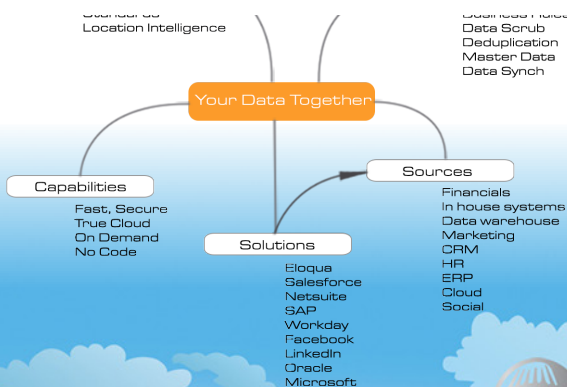 Location Intelligence
Data Scrub
Deduplication
Master Data
Data Synch
Your Data Together
Capabilities
Fast, Secure
True Cloud
On Demand
No Code
Solutions
Eloqua
Salesforce
Netsuite
SAP
Workday
Facebook
LinkedIn
Oracle
Microsoft
Sources
Financials
In house systems
Data warehouse
Marketing
CRM
HR
ERP
Cloud
Social